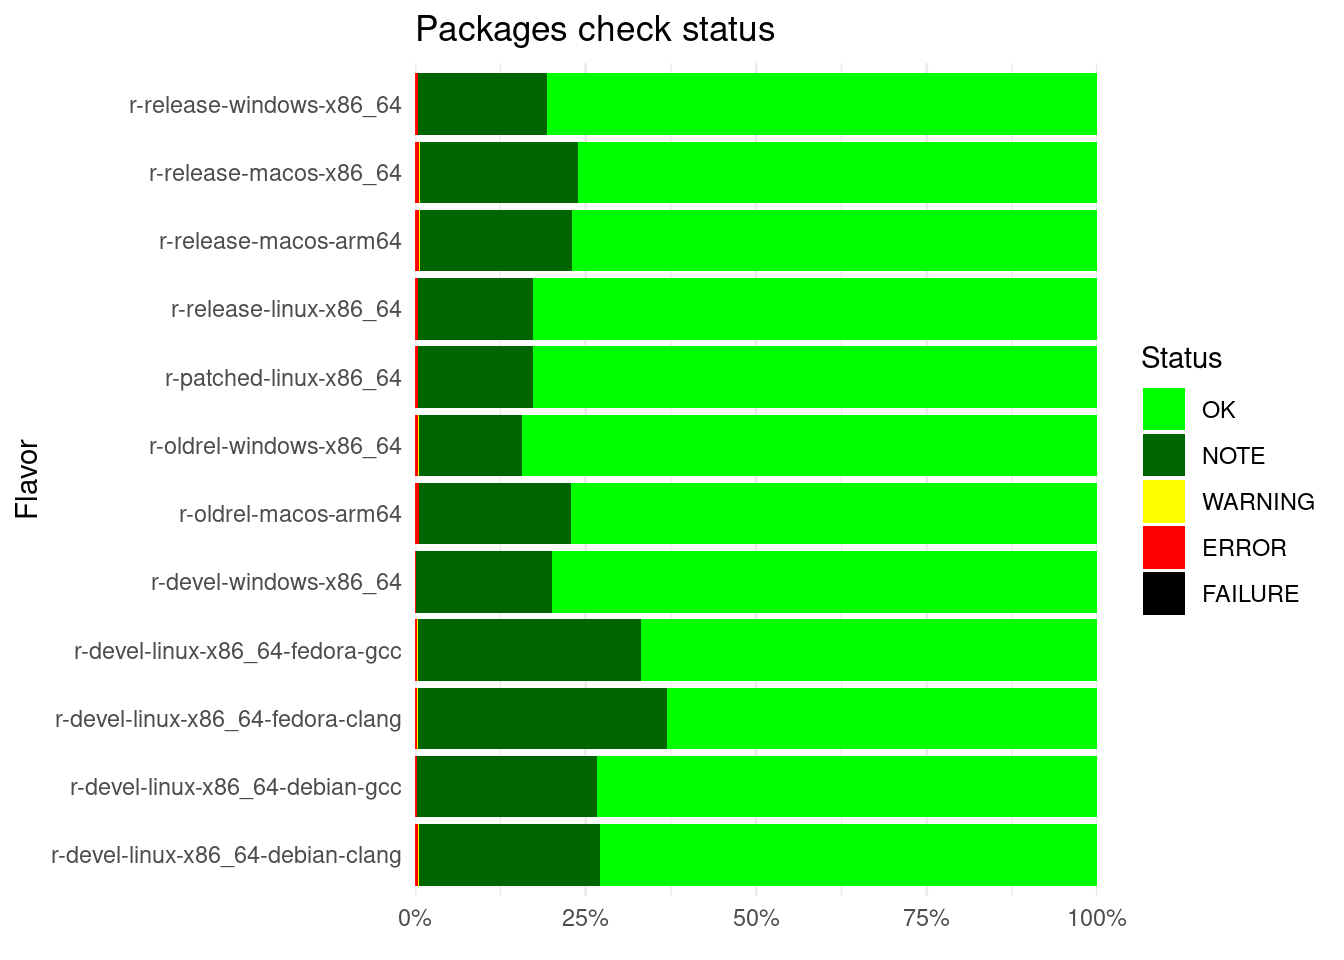 Packages check status
Flavor
r-release-windows-x86_64
r-release-macos-x86_64
r-release-macos-arm64
r-release-linux-x86_64
r-patched-linux-x86_64
r-oldrel-windows-x86_64
r-oldrel-macos-arm64
r-devel-windows-x86_64
r-devel-linux-x86_64-fedora-gcc
r-devel-linux-x86_64-fedora-clang
r-devel-linux-x86_64-debian-gcc
r-devel-linux-x86_64-debian-clang
0% 25% 50% 75% 100%
Status
OK
NOTE
WARNING
ERROR
FAILURE